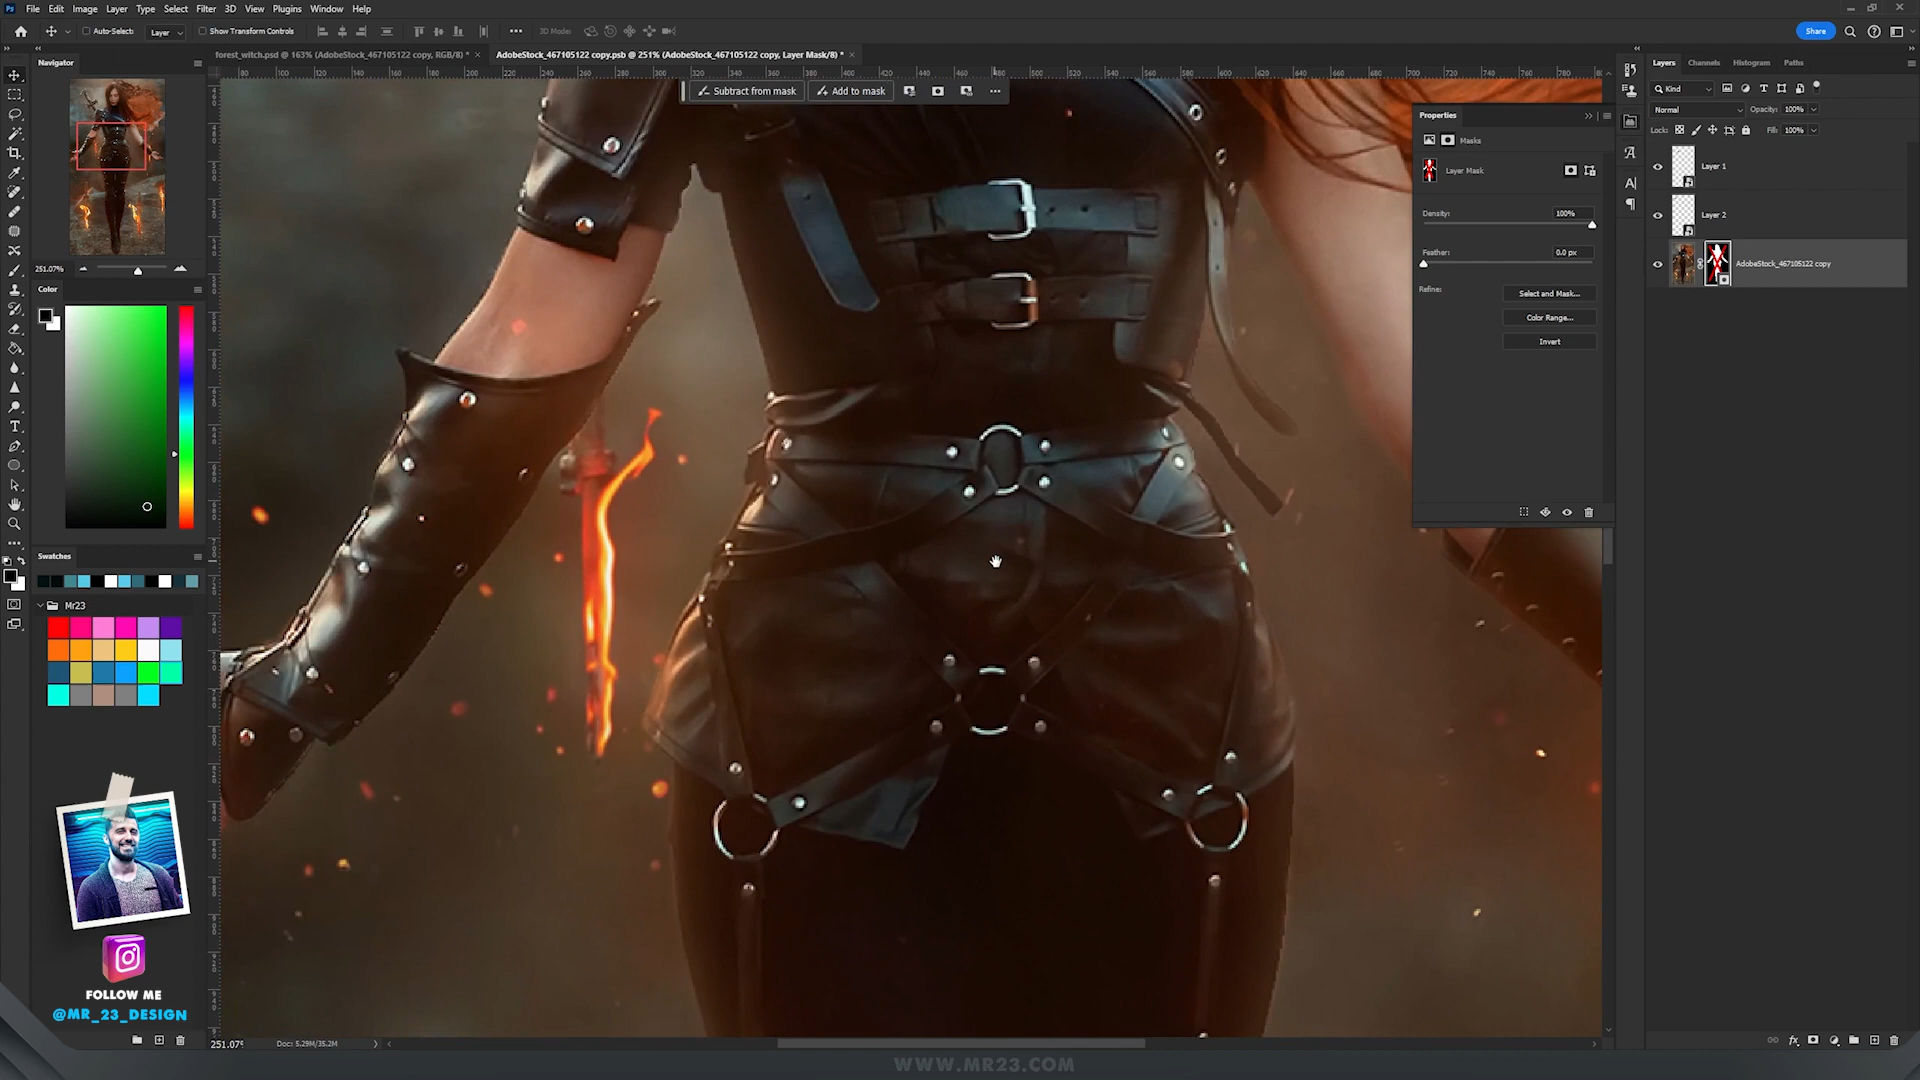 Ps File Edit Image Layer Type Select Filter 3D View Plugins Window Help
Auto-Select: Layer Show Transform Controls 3D Mode: Share
forest_witch.psd @ 163% (AdobeStock_467105122 copy, RGB/8) * × AdobeStock_467105122 copy.psb @ 251% (AdobeStock_467105122 copy, Layer Mask/8) * ×
Navigator
251.07%
Color
Swatches
Mr23
FOLLOW ME
@MR_23_DESIGN
Subtract from mask Add to mask
Properties
Masks
Layer Mask
Density: 100%
Feather: 0.0 px
Refine: Select and Mask...
Color Range...
Invert
Layers Channels Histogram Paths
Kind
Normal Opacity: 100%
Lock: Fill: 100%
Layer 1
Layer 2
AdobeStock_467105122 copy
251.07% Doc: 5.29M/35.2M
WWW.MR23.COM